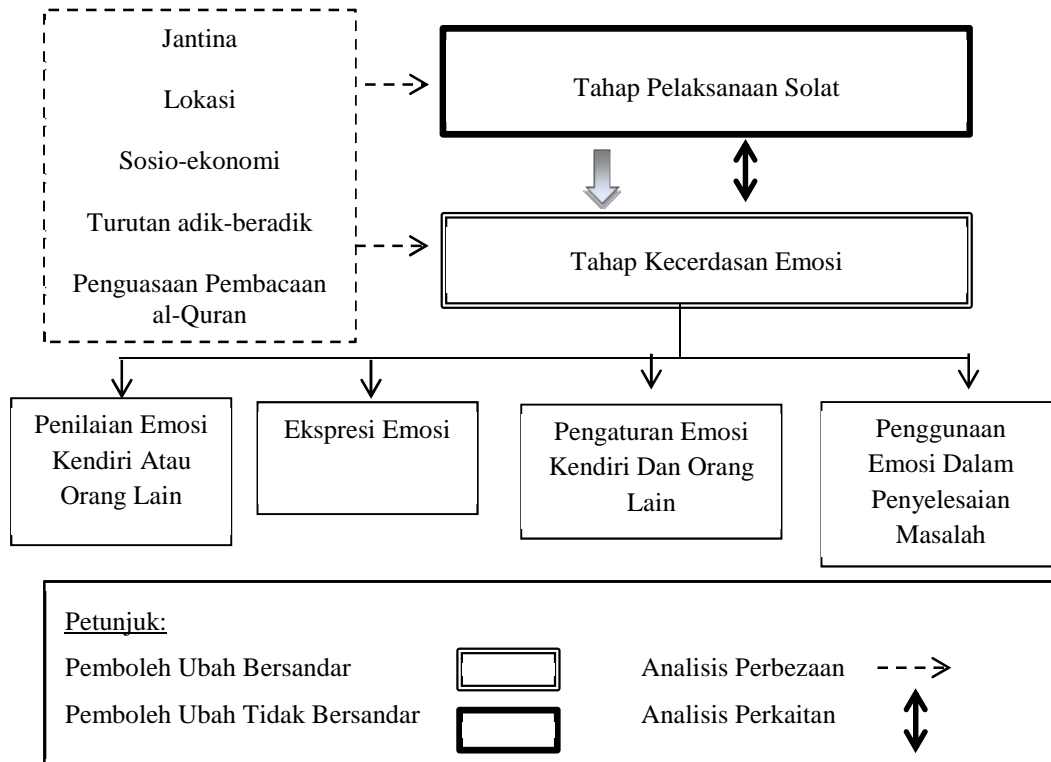 Jantina
Lokasi
Sosio-ekonomi
Turutan adik-beradik
Penguasaan Pembacaan
al-Quran
Tahap Pelaksanaan Solat
Tahap Kecerdasan Emosi
Penilaian Emosi
Kendiri Atau
Orang Lain
Ekspresi Emosi
Pengaturan Emosi
Kendiri Dan Orang
Lain
Penggunaan
Emosi Dalam
Penyelesaian
Masalah
Petunjuk:
Pemboleh Ubah Bersandar
Analisis Perbezaan
Pemboleh Ubah Tidak Bersandar
Analisis Perkaitan